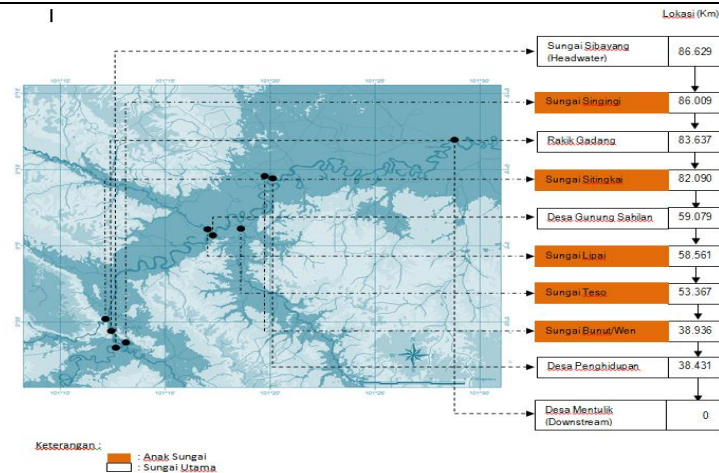 Lokasi (Km)
Sungai Sibayang
(Headwater)
86.629
Sungai Singingi
86.009
Rakik Gadang
83.637
Sungai Sitingkai
82.090
Desa Gunung Sahilan
59.079
Sungai Lipai
58.561
Sungai Teso
53.367
Sungai Bunut/Wen
38.936
Desa Penghidupan
38.431
Desa Mentulik
(Downstream)
0
Keterangan :
: Anak Sungai
: Sungai Utama